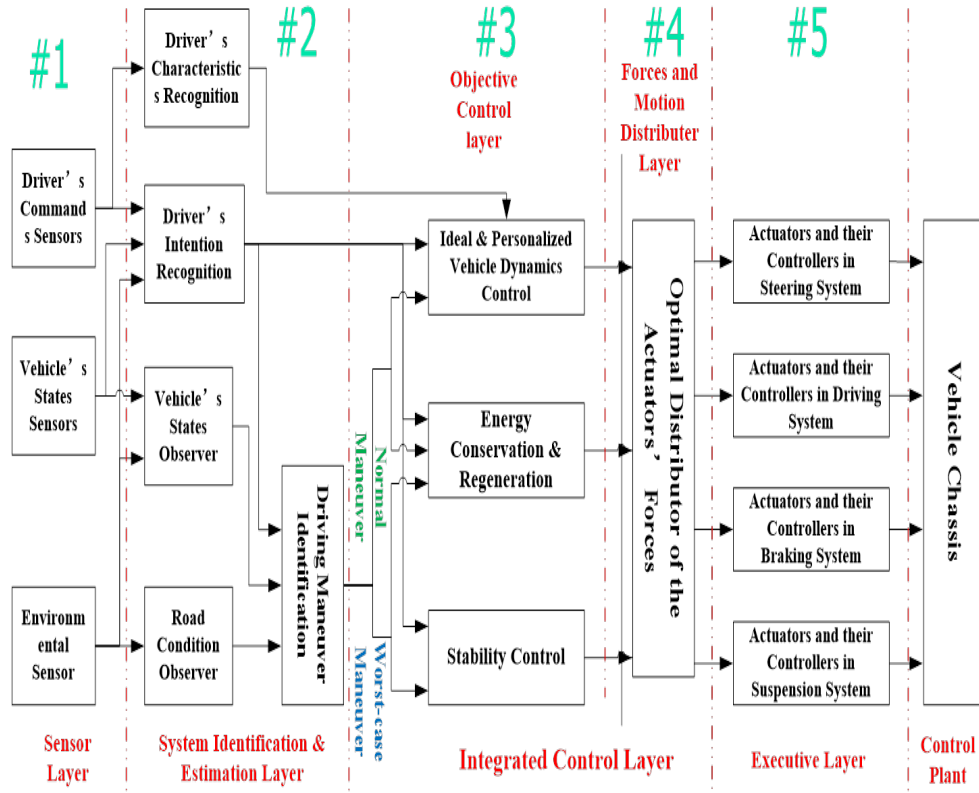 #1
#2
#3
#4
#5
Driver’s
Characteristic
s Recognition
Objective
Control
layer
Forces and
Motion
Distributer
Layer
Driver’s
Comman
ds Sensors
Driver’s
Intention
Recognition
Ideal & Personalized
Vehicle Dynamics
Control
Optimal Distributor of the
Actuators’ Forces
Actuators and their
Controllers in
Steering System
Vehicle Chassis
Vehicle’s
States
Sensors
Vehicle’s
States
Observer
Normal
Maneuver
Energy
Conservation &
Regeneration
Actuators and their
Controllers in Driving
System
Driving Maneuver
Identification
Actuators and their
Controllers in
Braking System
Environm
ental
Sensor
Road
Condition
Observer
Worst-case
Maneuver
Stability Control
Actuators and their
Controllers in
Suspension System
Sensor
Layer
System Identification &
Estimation Layer
Integrated Control Layer
Executive Layer
Control
Plant